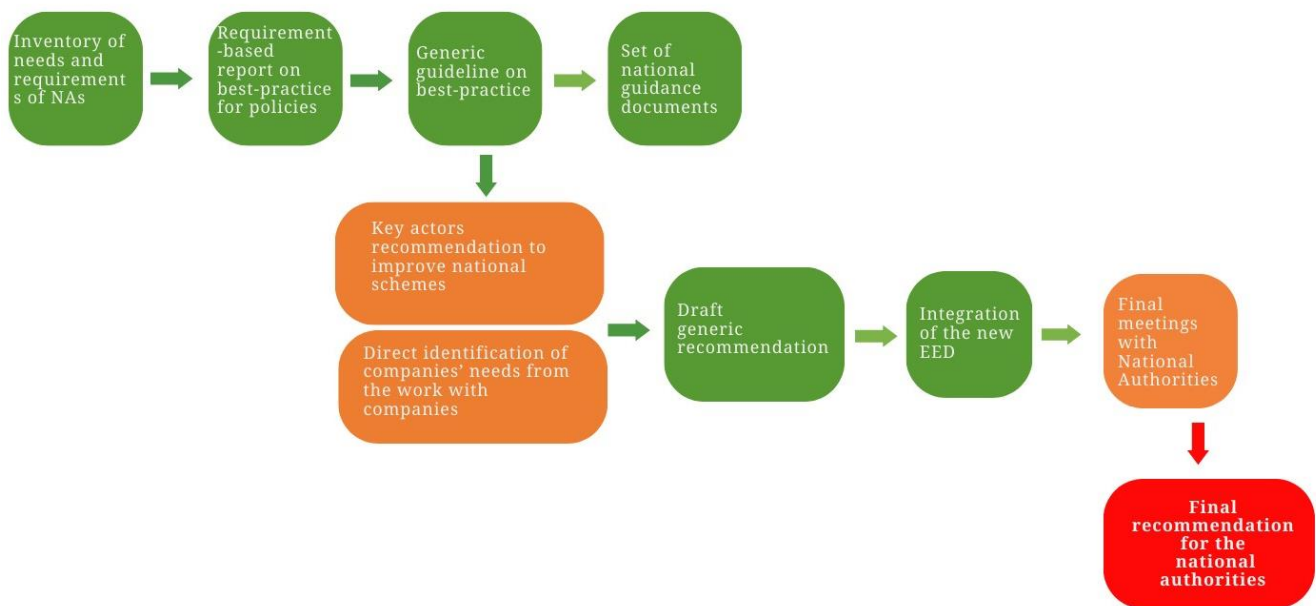 Inventory of
needs and
requirement
s of NAs
Requirement
-based
report on
best-practice
for policies
Generic
guideline on
best-practice
Set of
national
guidance
documents
Key actors
recommendation to
improve national
schemes
Direct identification of
companies’ needs from
the work with
companies
Draft
generic
recommendation
Integration
of the new
EED
Final
meetings
with
National
Authorities
Final
recommendation
for the
national
authorities